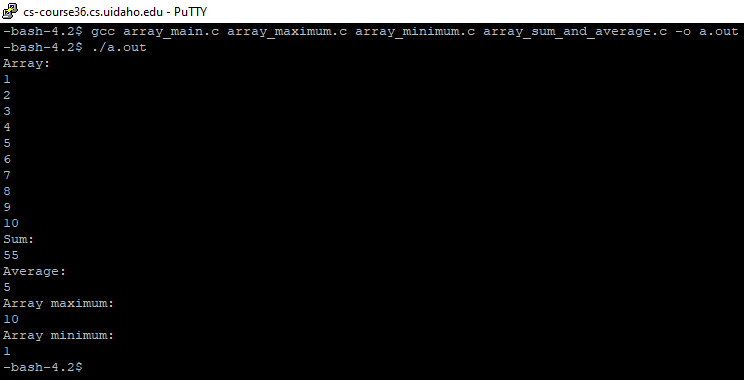 cs-course36.cs.uidaho.edu - PuTTY
-bash-4.2$ gcc array_main.c array_maximum.c array_minimum.c array_sum_and_average.c -o a.out
-bash-4.2$ ./a.out
Array:
1
2
3
4
5
6
7
8
9
10
Sum:
55
Average:
5
Array maximum:
10
Array minimum:
1
-bash-4.2$